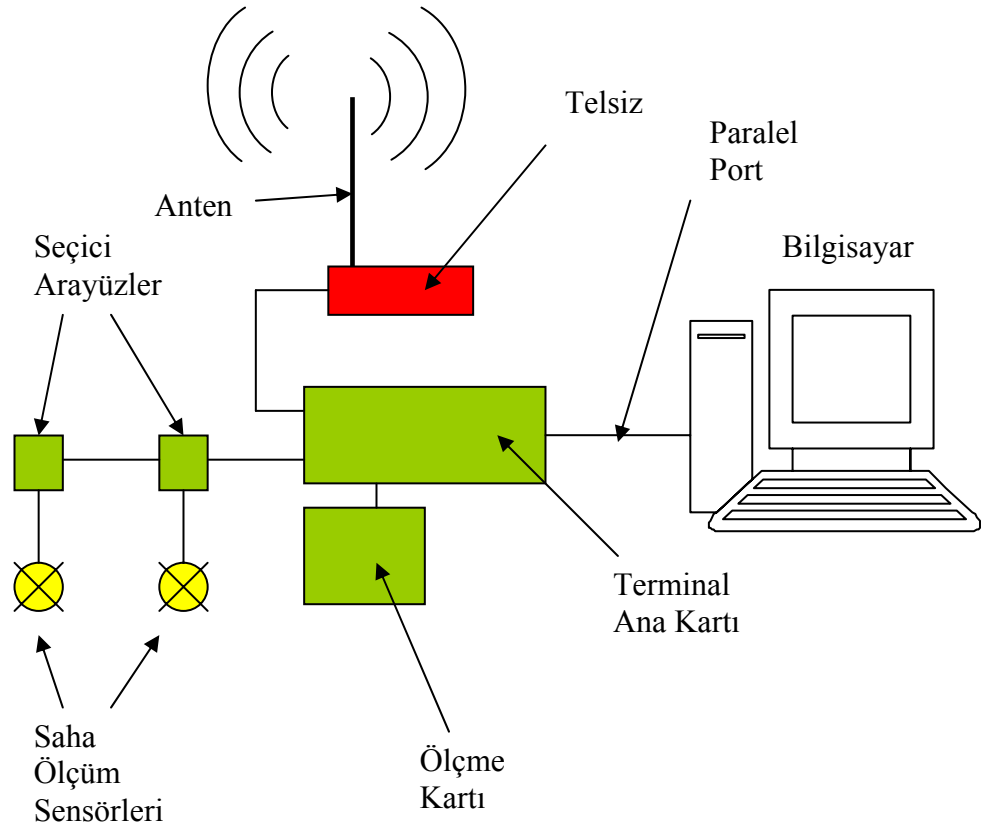 Telsiz
Paralel
Port
Anten
Seçici
Arayüzler
Bilgisayar
Terminal
Ana Kartı
Saha
Ölçüm
Sensörleri
Ölçme
Kartı